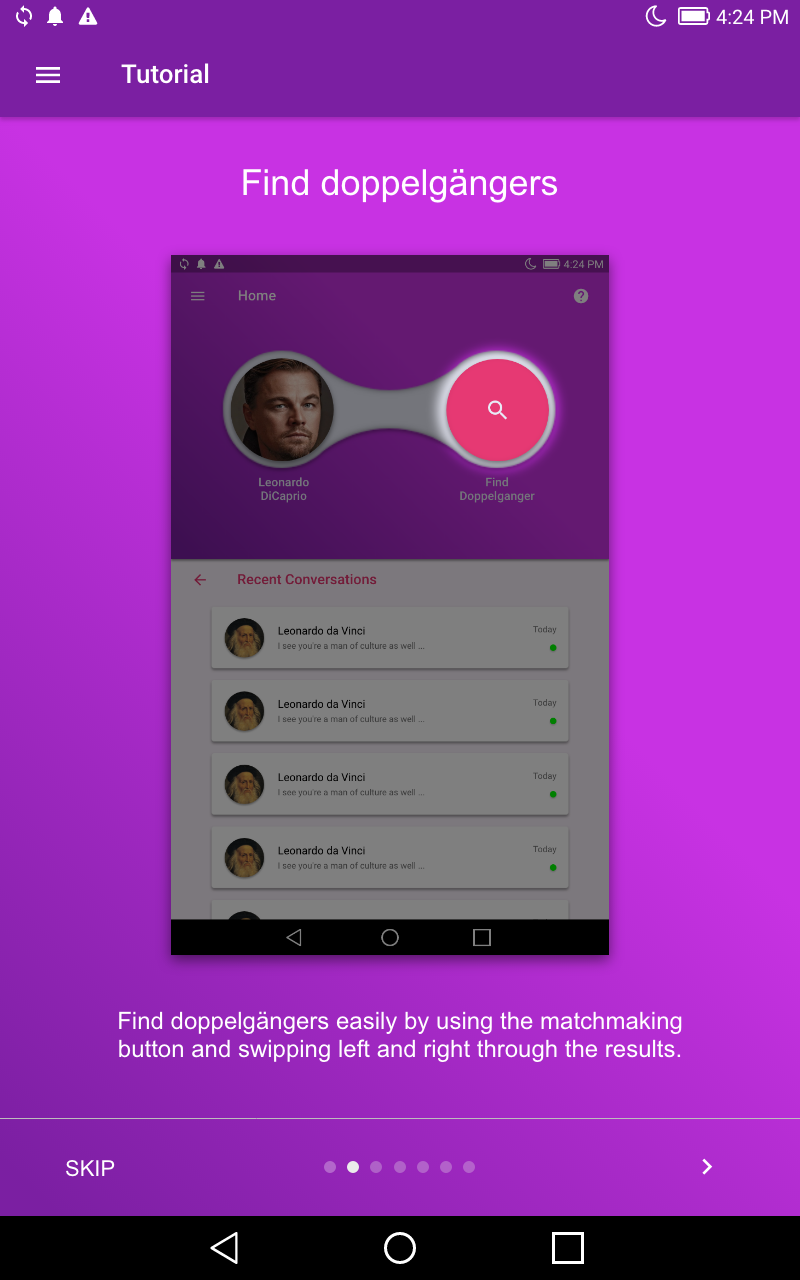 4:24 PM
Tutorial
Find doppelgängers
4:24 PM
Home
Leonardo
DiCaprio
Find
Doppelganger
Recent Conversations
Leonardo da Vinci
Today
I see you're a man of culture as well ...
Leonardo da Vinci
Today
I see you're a man of culture as well ...
Leonardo da Vinci
Today
I see you're a man of culture as well ...
Leonardo da Vinci
Today
I see you're a man of culture as well ...
Find doppelgängers easily by using the matchmaking
button and swipping left and right through the results.
SKIP